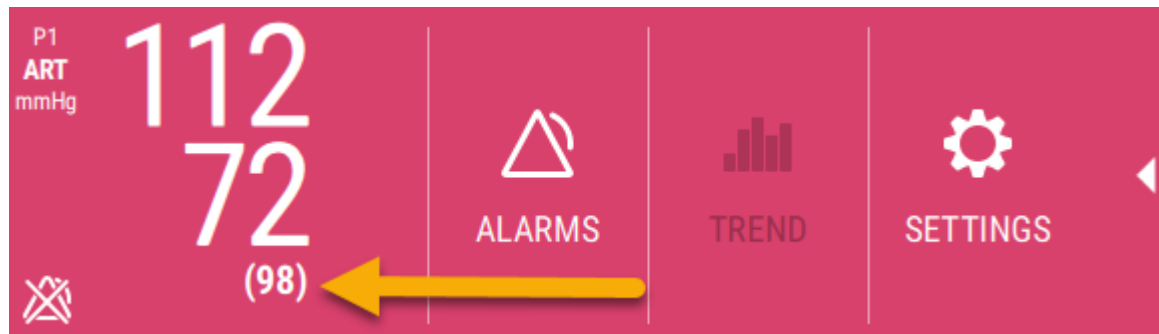 P1
ART
mmHg
112
72
(98)
ALARMS
TREND
SETTINGS